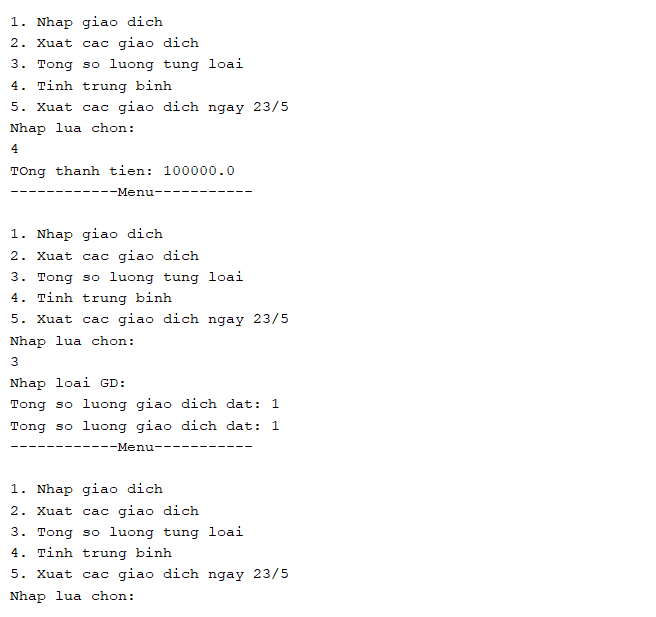 1. Nhap giao dich
2. Xuat cac giao dich
3. Tong so luong tung loai
4. Tinh trung binh
5. Xuat cac giao dich ngay 23/5
Nhap lua chon:
4
TOng thanh tien: 100000.0
------------Menu-----------
1. Nhap giao dich
2. Xuat cac giao dich
3. Tong so luong tung loai
4. Tinh trung binh
5. Xuat cac giao dich ngay 23/5
Nhap lua chon:
3
Nhap loai GD:
Tong so luong giao dich dat: 1
Tong so luong giao dich dat: 1
------------Menu-----------
1. Nhap giao dich
2. Xuat cac giao dich
3. Tong so luong tung loai
4. Tinh trung binh
5. Xuat cac giao dich ngay 23/5
Nhap lua chon: